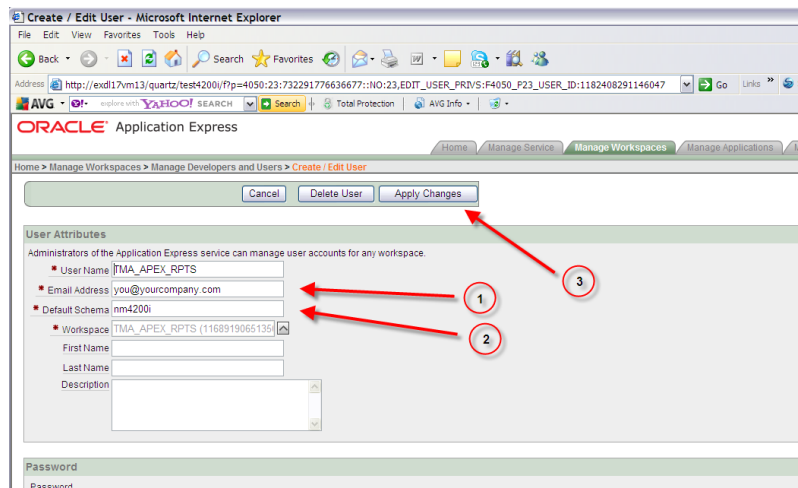 Create / Edit User - Microsoft Internet Explorer
File Edit View Favorites Tools Help
Back Search Favorites
Address http://exdl17vm13/quartz/test4200i/f?p=4050:23:732291776636677::NO:23,EDIT_USER_PRIVS:F4050_P23_USER_ID:1182408291146047 Go Links »
AVG explore with YAHOO! SEARCH Search Total Protection AVG Info
ORACLE Application Express
Home Manage Service Manage Workspaces Manage Applications
Home > Manage Workspaces > Manage Developers and Users > Create / Edit User
Cancel Delete User Apply Changes
User Attributes
Administrators of the Application Express service can manage user accounts for any workspace.
* User Name TMA_APEX_RPTS
* Email Address you@yourcompany.com
* Default Schema nm4200i
* Workspace TMA_APEX_RPTS
First Name
Last Name
Description
1
2
3
Password
Password